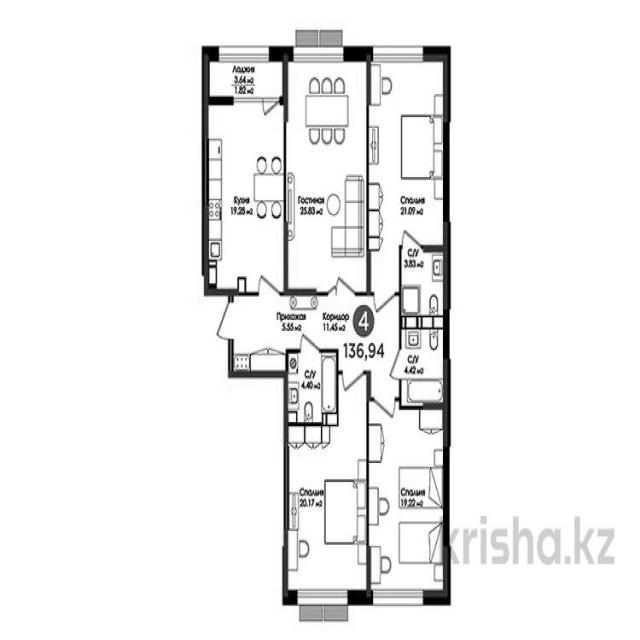 Лоджия
3.64 м2
1.82 м2
Кухня
19.28 м2
Гостиная
25.83 м2
Спальня
21.09 м2
С/У
3.83 м2
Прихожая
5.55 м2
Коридор
11.45 м2
4
136,94
С/У
4.42 м2
С/У
4.40 м2
Спальня
20.17 м2
Спальня
19.22 м2
krisha.kz